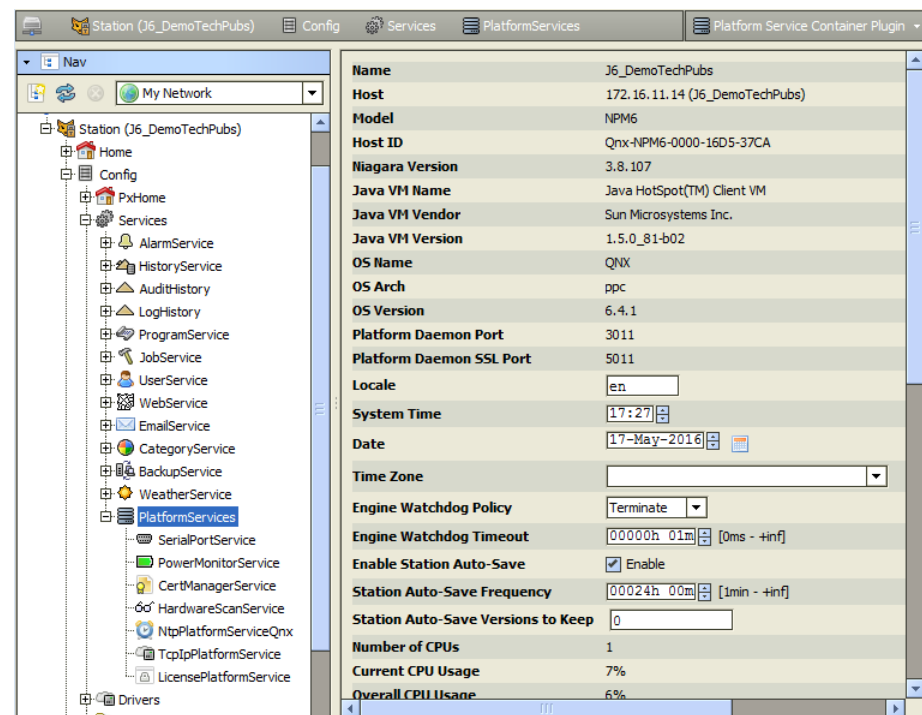 Station (J6_DemoTechPubs) Config Services PlatformServices Platform Service Container Plugin
Nav
My Network
Station (J6_DemoTechPubs)
Home
Config
PxHome
Services
AlarmService
HistoryService
AuditHistory
LogHistory
ProgramService
JobService
UserService
WebService
EmailService
CategoryService
BackupService
WeatherService
PlatformServices
SerialPortService
PowerMonitorService
CertManagerService
HardwareScanService
NtpPlatformServiceQnx
TcpIpPlatformService
LicensePlatformService
Drivers
Name J6_DemoTechPubs
Host 172.16.11.14 (J6_DemoTechPubs)
Model NPM6
Host ID Qnx-NPM6-0000-16D5-37CA
Niagara Version 3.8.107
Java VM Name Java HotSpot(TM) Client VM
Java VM Vendor Sun Microsystems Inc.
Java VM Version 1.5.0_81-b02
OS Name QNX
OS Arch ppc
OS Version 6.4.1
Platform Daemon Port 3011
Platform Daemon SSL Port 5011
Locale en
System Time 17:27
Date 17-May-2016
Time Zone
Engine Watchdog Policy Terminate
Engine Watchdog Timeout 00000h 01m [0ms - +inf]
Enable Station Auto-Save Enable
Station Auto-Save Frequency 00024h 00m [1min - +inf]
Station Auto-Save Versions to Keep 0
Number of CPUs 1
Current CPU Usage 7%
Overall CPU Usage 6%